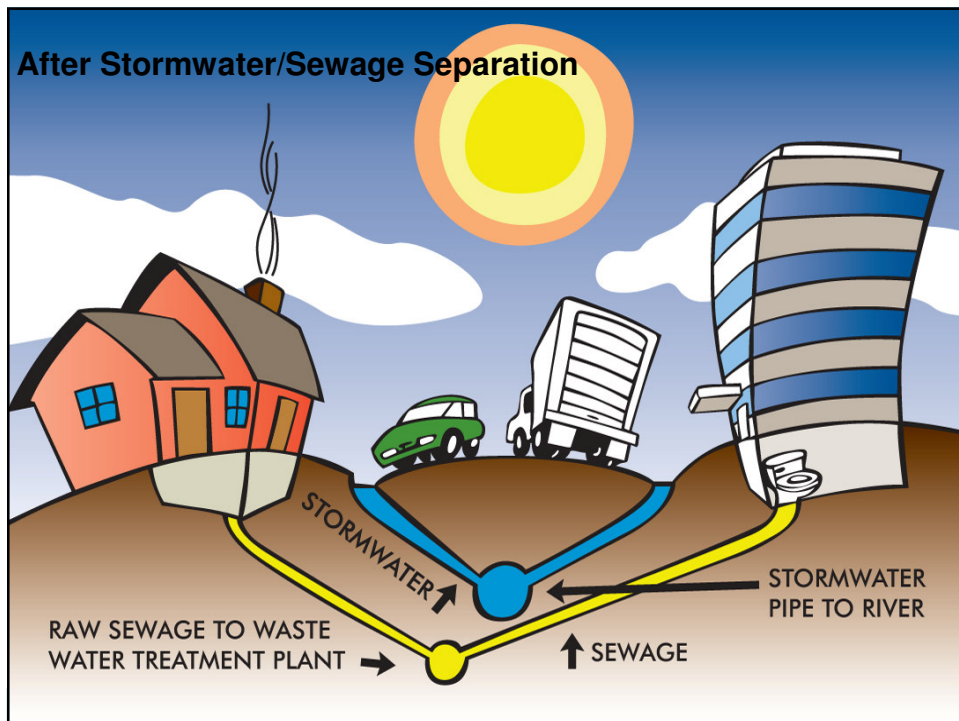 After Stormwater/Sewage Separation
STORMWATER
STORMWATER
PIPE TO RIVER
RAW SEWAGE TO WASTE
WATER TREATMENT PLANT
SEWAGE